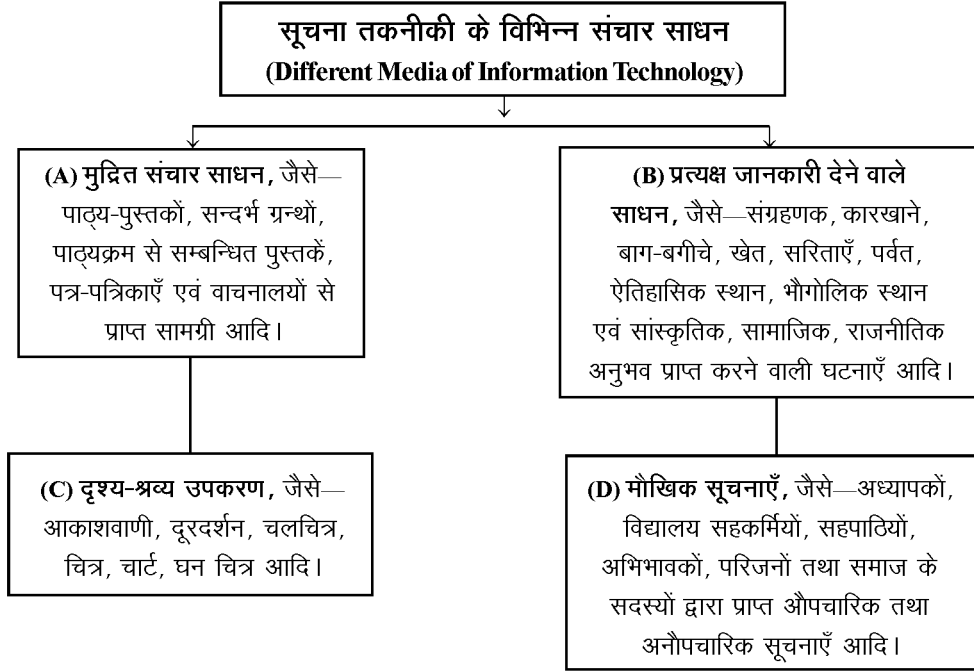 सूचना तकनीकी के विभिन्न संचार साधन
(Different Media of Information Technology)
(A) मुद्रित संचार साधन, जैसे—
पाठ्य-पुस्तकों, सन्दर्भ ग्रन्थों,
पाठ्यक्रम से सम्बन्धित पुस्तकें,
पत्र-पत्रिकाएँ एवं वाचनालयों से
प्राप्त सामग्री आदि।
(B) प्रत्यक्ष जानकारी देने वाले
साधन, जैसे—संग्रहणक, कारखाने,
बाग-बगीचे, खेत, सरिताएँ, पर्वत,
ऐतिहासिक स्थान, भौगोलिक स्थान
एवं सांस्कृतिक, सामाजिक, राजनीतिक
अनुभव प्राप्त करने वाली घटनाएँ आदि।
(C) दृश्य-श्रव्य उपकरण, जैसे—
आकाशवाणी, दूरदर्शन, चलचित्र,
चित्र, चार्ट, घन चित्र आदि।
(D) मौखिक सूचनाएँ, जैसे—अध्यापकों,
विद्यालय सहकर्मियों, सहपाठियों,
अभिभावकों, परिजनों तथा समाज के
सदस्यों द्वारा प्राप्त औपचारिक तथा
अनौपचारिक सूचनाएँ आदि।